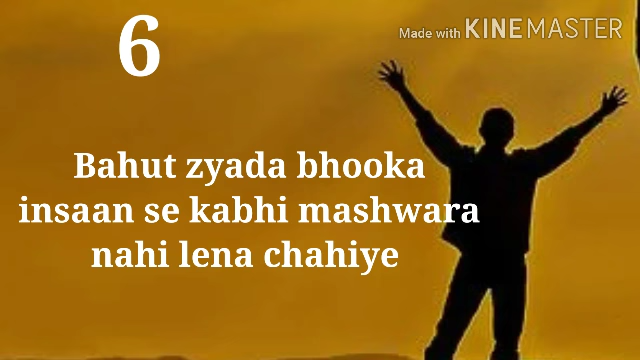 6
Made with KINEMASTER
Bahut zyada bhooka
insaan se kabhi mashwara
nahi lena chahiye